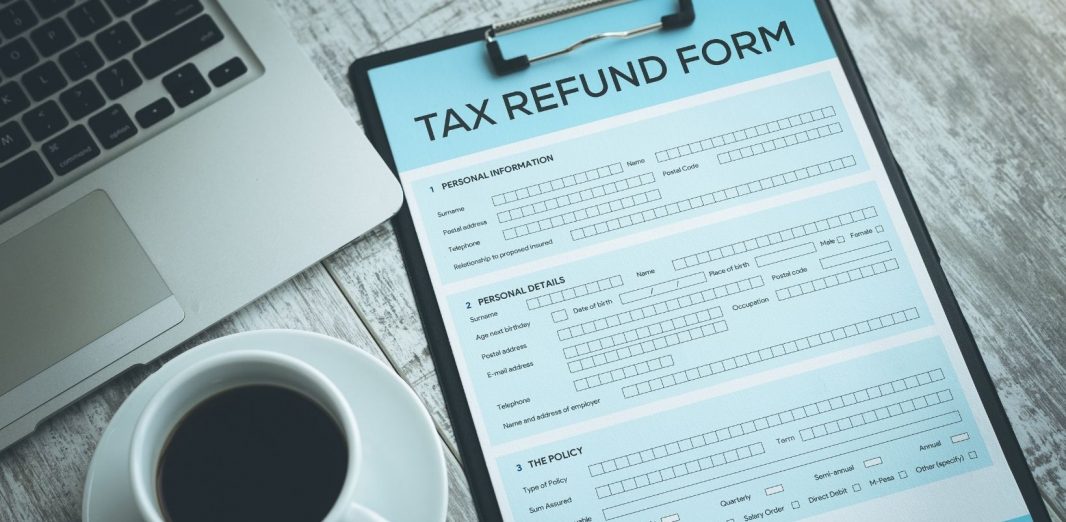 option
command
option
TAX REFUND FORM
1 PERSONAL INFORMATION
Surname Name
Postal address Postal Code
Telephone
Relationship to proposed insured
2 PERSONAL DETAILS
Surname Name
Age next birthday Date of birth / / Place of birth Male Female
Postal address Postal code
E-mail address Occupation
Telephone
Name and address of employer
3 THE POLICY
Type of Policy
Sum Assured Term
Quarterly Semi-annual Annual
Salary Order Direct Debit M-Pesa Other (specify)